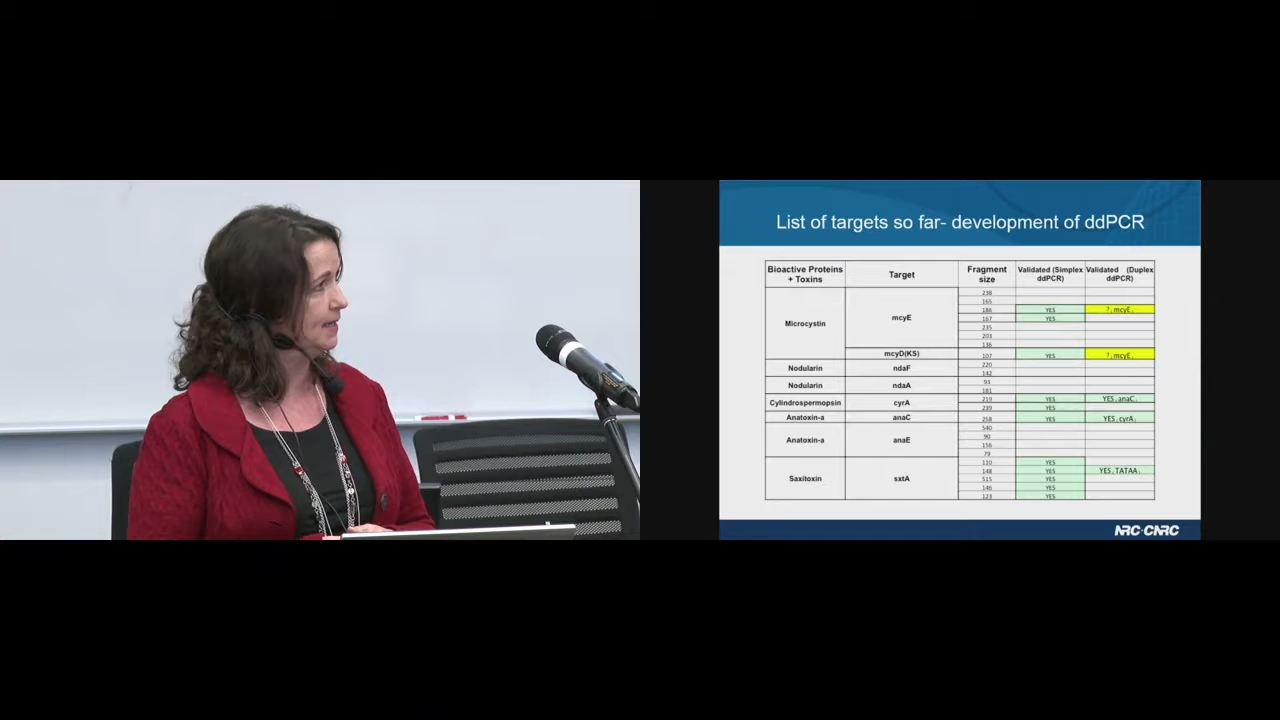 List of targets so far- development of ddPCR
Bioactive Proteins + Toxins Target Fragment size Validated (Simplex ddPCR) Validated (Duplex ddPCR)
Microcystin mcyE 238
165
186 YES ?, mcyE,
167 YES
235
203
136
mcyD(KS) 107 YES ?, mcyE,
Nodularin ndaF 220
142
Nodularin ndaA 93
181
Cylindrospermopsin cyrA 219 YES YES, anaC,
239 YES
Anatoxin-a anaC 258 YES YES, cyrA,
Anatoxin-a anaE 540
90
156
79
Saxitoxin sxtA 110 YES
148 YES YES, TATAA,
515 YES
146 YES
123 YES
NRC·CNRC